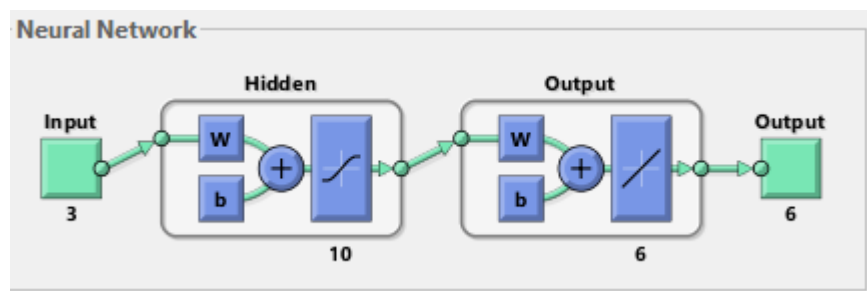 Neural Network
Hidden
Output
Input
Output
W
W
+
+
b
b
3
6
10
6